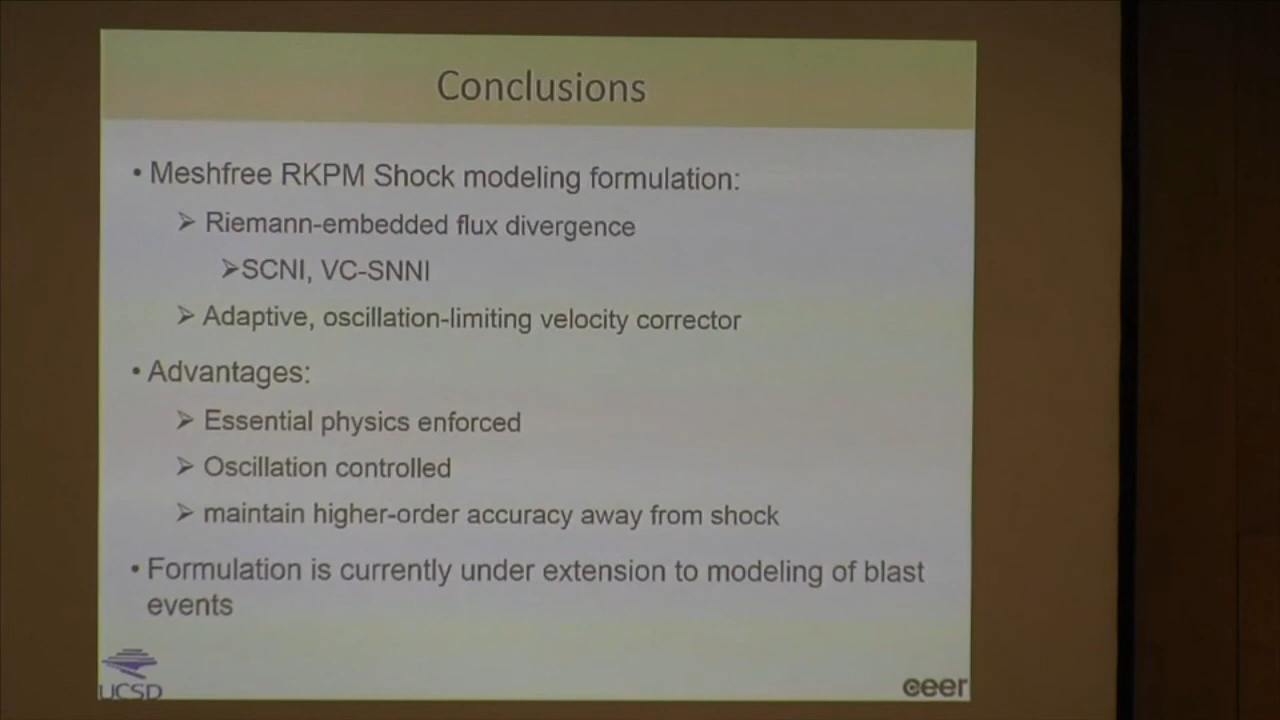 Conclusions
• Meshfree RKPM Shock modeling formulation:
➢ Riemann-embedded flux divergence
➢SCNI, VC-SNNI
➢ Adaptive, oscillation-limiting velocity corrector
• Advantages:
➢ Essential physics enforced
➢ Oscillation controlled
➢ maintain higher-order accuracy away from shock
• Formulation is currently under extension to modeling of blast
events
UCSD
ceer